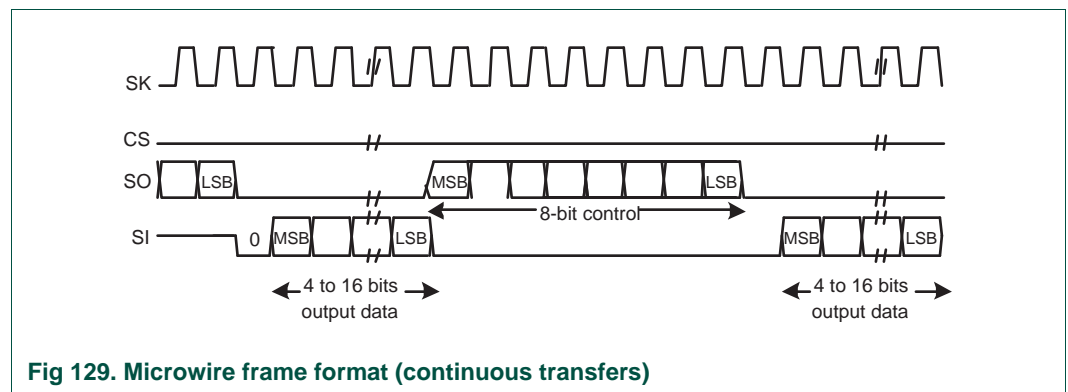 SK
CS
SO
LSB
MSB
LSB
8-bit control
SI
0
MSB
LSB
MSB
LSB
4 to 16 bits
output data
4 to 16 bits
output data
Fig 129. Microwire frame format (continuous transfers)